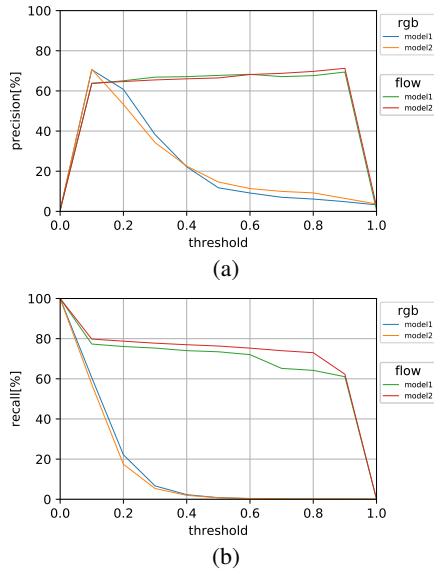 100
80
60
40
20
0
precision[%]
0.0 0.2 0.4 0.6 0.8 1.0
threshold
rgb
model1
model2
flow
model1
model2
(a)
100
80
60
40
20
0
recall[%]
0.0 0.2 0.4 0.6 0.8 1.0
threshold
rgb
model1
model2
flow
model1
model2
(b)